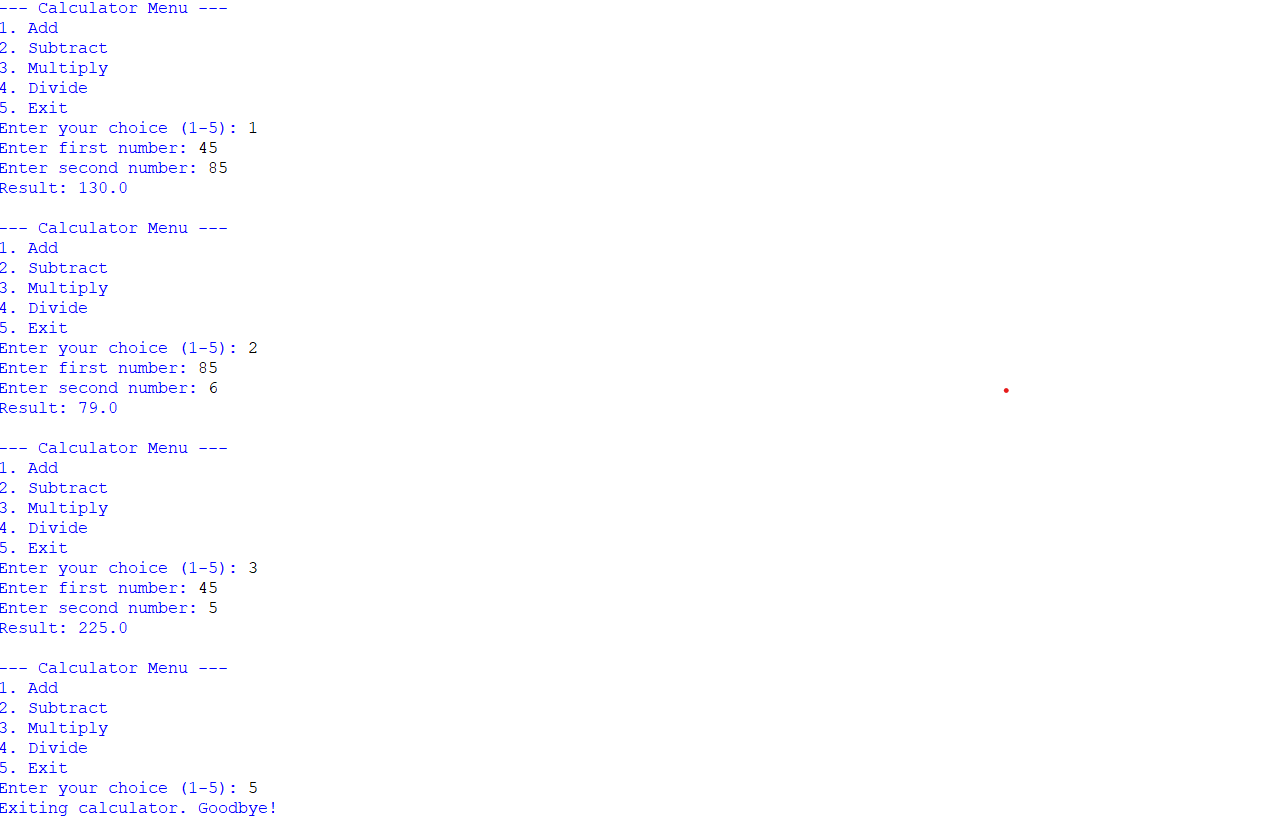 --- Calculator Menu ---
1. Add
2. Subtract
3. Multiply
4. Divide
5. Exit
Enter your choice (1-5): 1
Enter first number: 45
Enter second number: 85
Result: 130.0

--- Calculator Menu ---
1. Add
2. Subtract
3. Multiply
4. Divide
5. Exit
Enter your choice (1-5): 2
Enter first number: 85
Enter second number: 6
Result: 79.0

--- Calculator Menu ---
1. Add
2. Subtract
3. Multiply
4. Divide
5. Exit
Enter your choice (1-5): 3
Enter first number: 45
Enter second number: 5
Result: 225.0

--- Calculator Menu ---
1. Add
2. Subtract
3. Multiply
4. Divide
5. Exit
Enter your choice (1-5): 5
Exiting calculator. Goodbye!